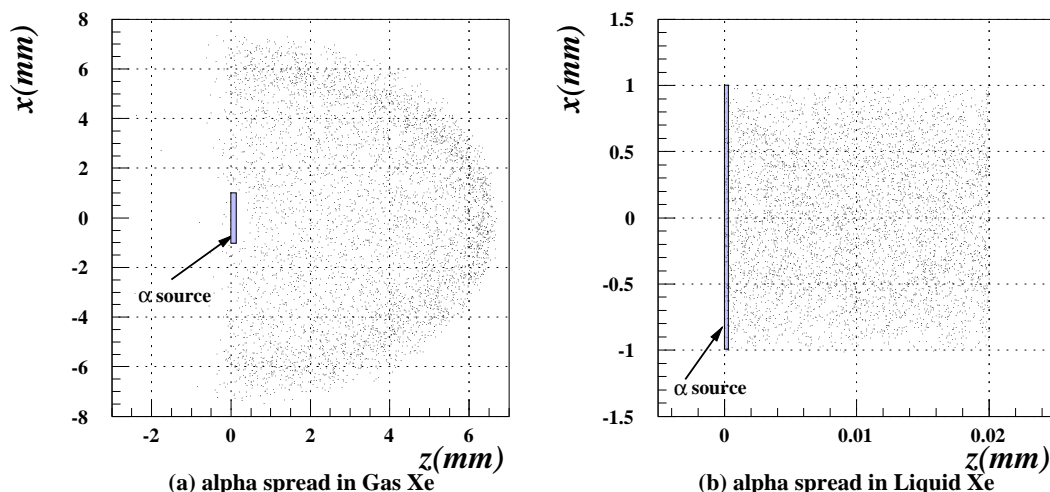 x(mm)
8
6
4
2
0
-2
-4
-6
-8
α source
-2 0 2 4 6
z(mm)
(a) alpha spread in Gas Xe
x(mm)
1.5
1
0.5
0
-0.5
-1
-1.5
α source
0 0.01 0.02
z(mm)
(b) alpha spread in Liquid Xe